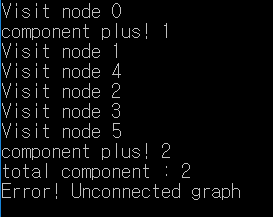 Visit node 0
component plus! 1
Visit node 1
Visit node 4
Visit node 2
Visit node 3
Visit node 5
component plus! 2
total component : 2
Error! Unconnected graph